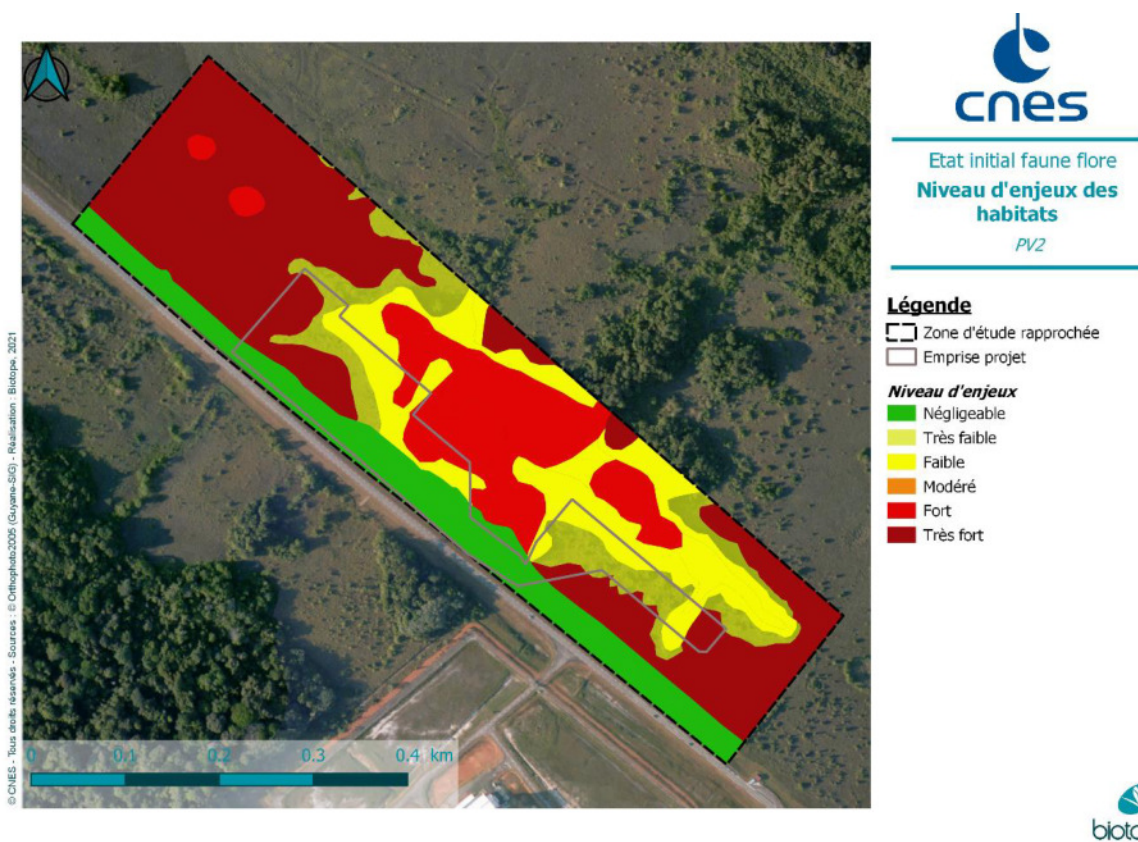 cnes
Etat initial faune flore
Niveau d'enjeux des
habitats
PV2
Légende
Zone d'étude rapprochée
Emprise projet
Niveau d'enjeux
Négligeable
Très faible
Faible
Modéré
Fort
Très fort
© CNES - Tous droits réservés - Sources : © Orthophoto2005 (Guyane-SIG) - Réalisation : Biotope, 2021
0 0.1 0.2 0.3 0.4 km
bioto